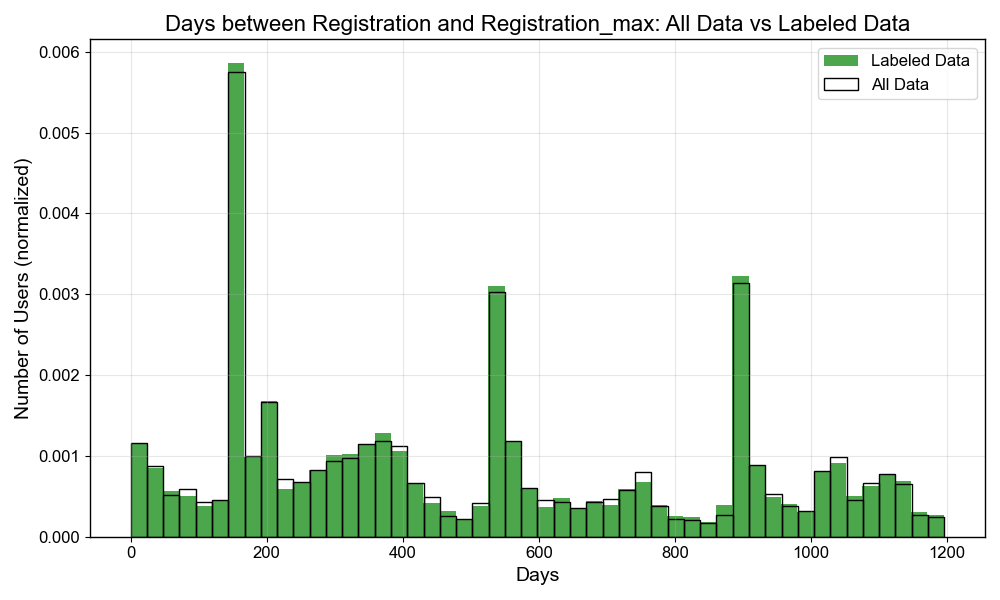 Days between Registration and Registration_max: All Data vs Labeled Data
Number of Users (normalized)
0.006
0.005
0.004
0.003
0.002
0.001
0.000
Labeled Data
All Data
0 200 400 600 800 1000 1200
Days